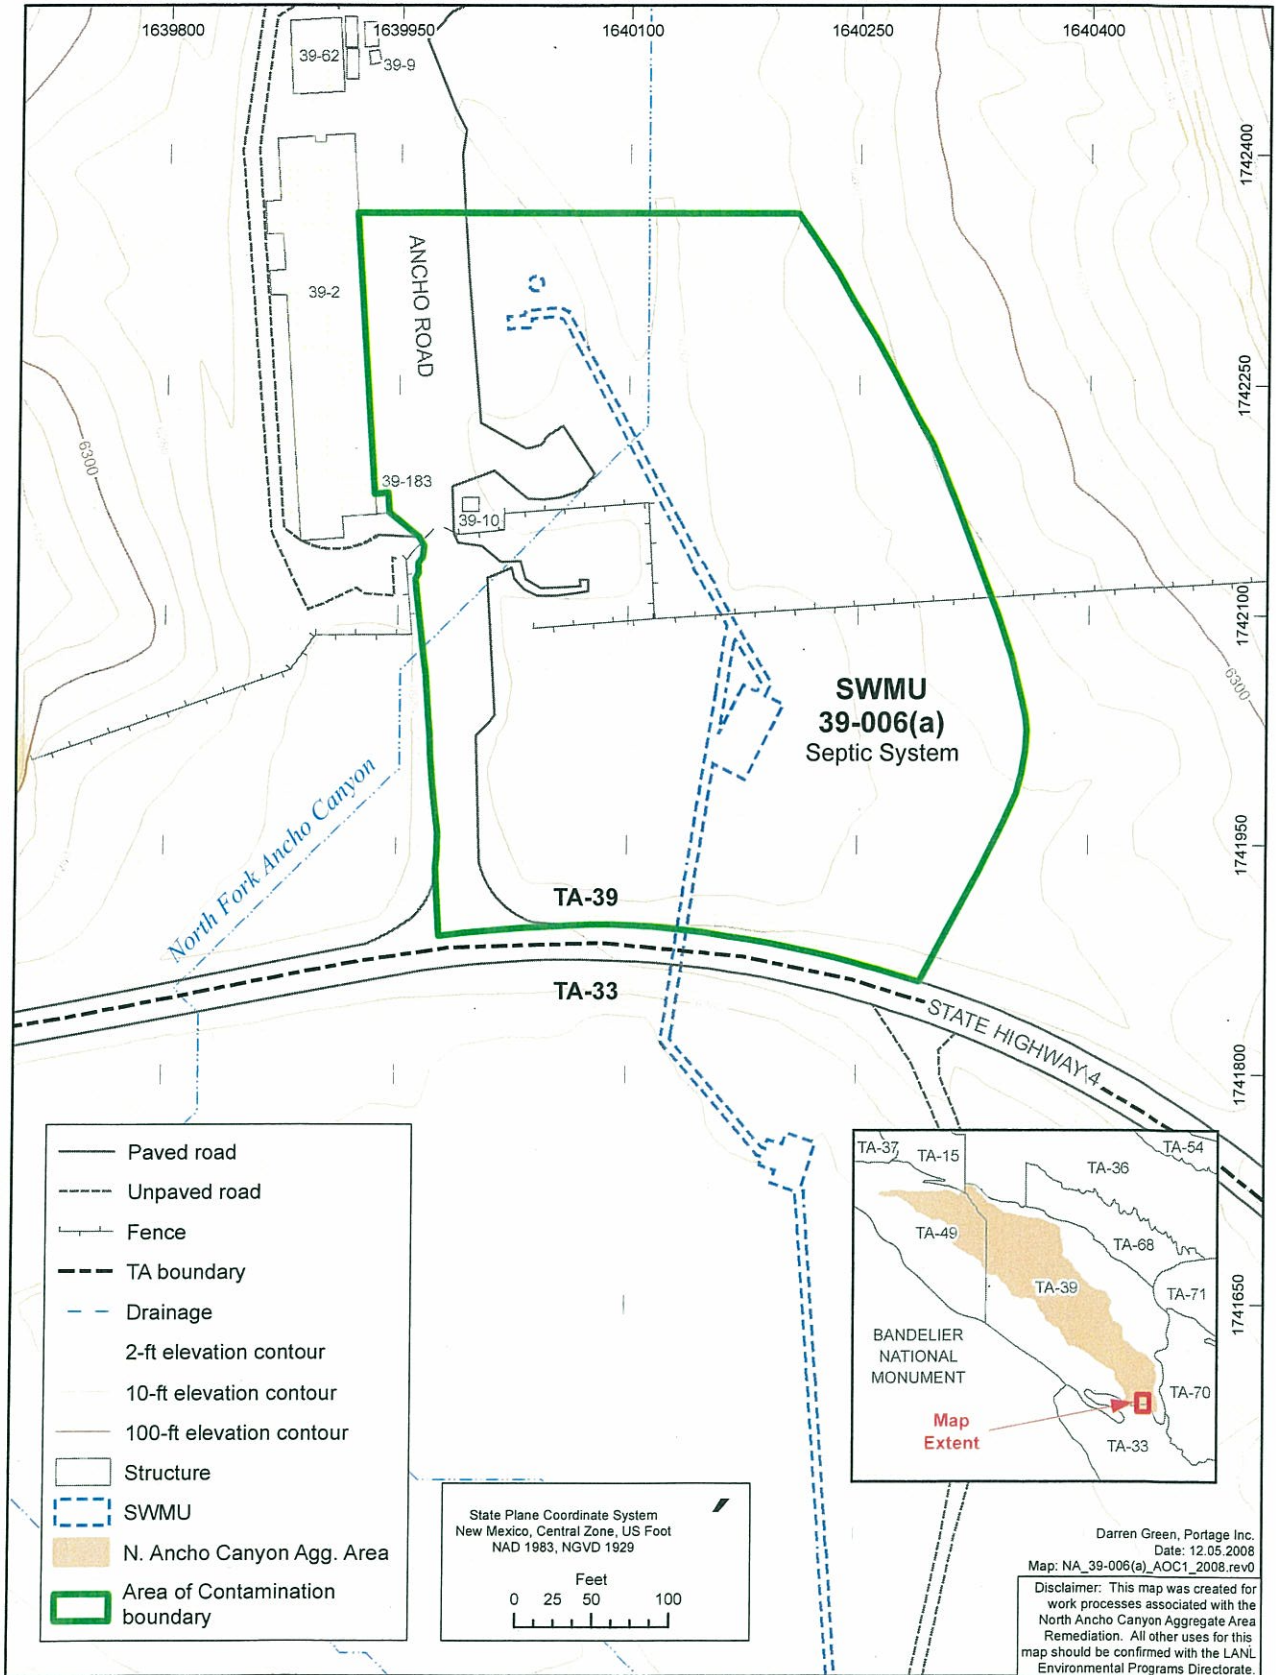 1639800
1639950
1640100
1640250
1640400
39-62
39-9
1742400
ANCHO ROAD
39-2
1742250
6300
39-183
39-10
1742100
6300
SWMU
39-006(a)
Septic System
North Fork Ancho Canyon
1741950
TA-39
TA-33
STATE HIGHWAY 4
1741800
1741650
Paved road
Unpaved road
Fence
TA boundary
Drainage
2-ft elevation contour
10-ft elevation contour
100-ft elevation contour
Structure
SWMU
N. Ancho Canyon Agg. Area
Area of Contamination
boundary
State Plane Coordinate System
New Mexico, Central Zone, US Foot
NAD 1983, NGVD 1929
Feet
0 25 50 100
TA-37
TA-15
TA-54
TA-36
TA-49
TA-68
TA-39
TA-71
BANDELIER
NATIONAL
MONUMENT
TA-70
Map
Extent
TA-33
Darren Green, Portage Inc.
Date: 12.05.2008
Map: NA_39-006(a)_AOC1_2008.rev0
Disclaimer: This map was created for
work processes associated with the
North Ancho Canyon Aggregate Area
Remediation. All other uses for this
map should be confirmed with the LANL
Environmental Programs Directorate.